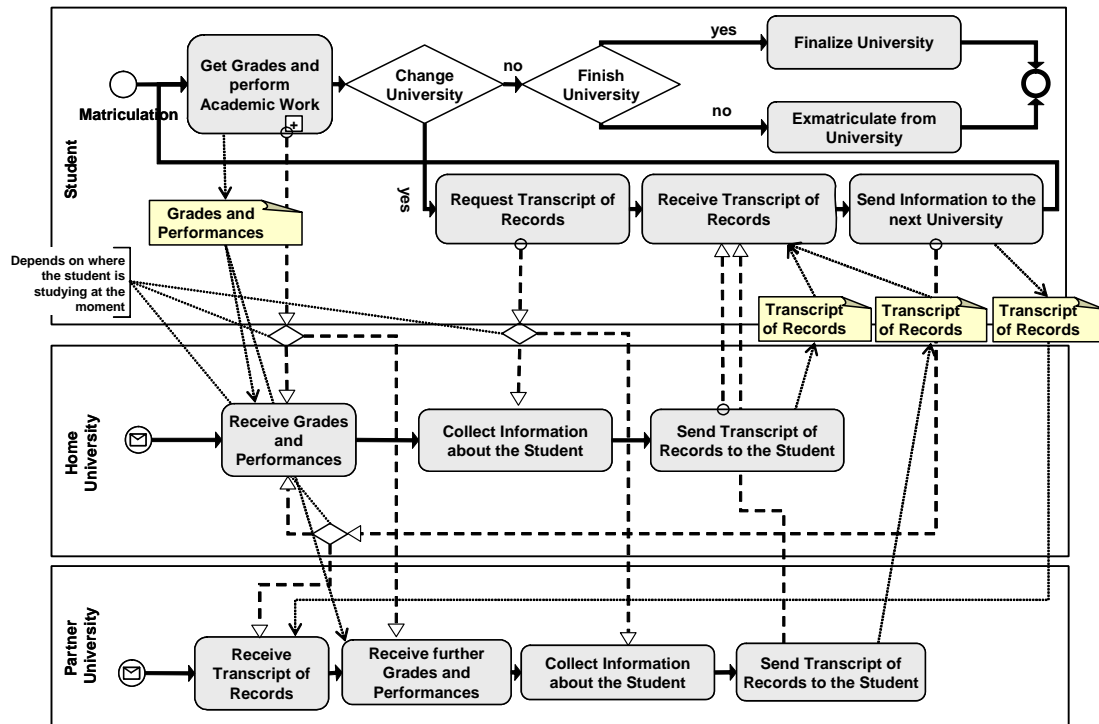 Student
Matriculation
Get Grades and
perform
Academic Work
+
Change
University
no
Finish
University
yes
Finalize University
no
Exmatriculate from
University
yes
Request Transcript of
Records
Receive Transcript of
Records
Send Information to the
next University
Grades and
Performances
Depends on where
the student is
studying at the
moment
Transcript
of Records
Transcript
of Records
Transcript
of Records
Home
University
Receive Grades
and
Performances
Collect Information
about the Student
Send Transcript of
Records to the Student
Partner
University
Receive
Transcript of
Records
Receive further
Grades and
Performances
Collect Information
about the Student
Send Transcript of
Records to the Student